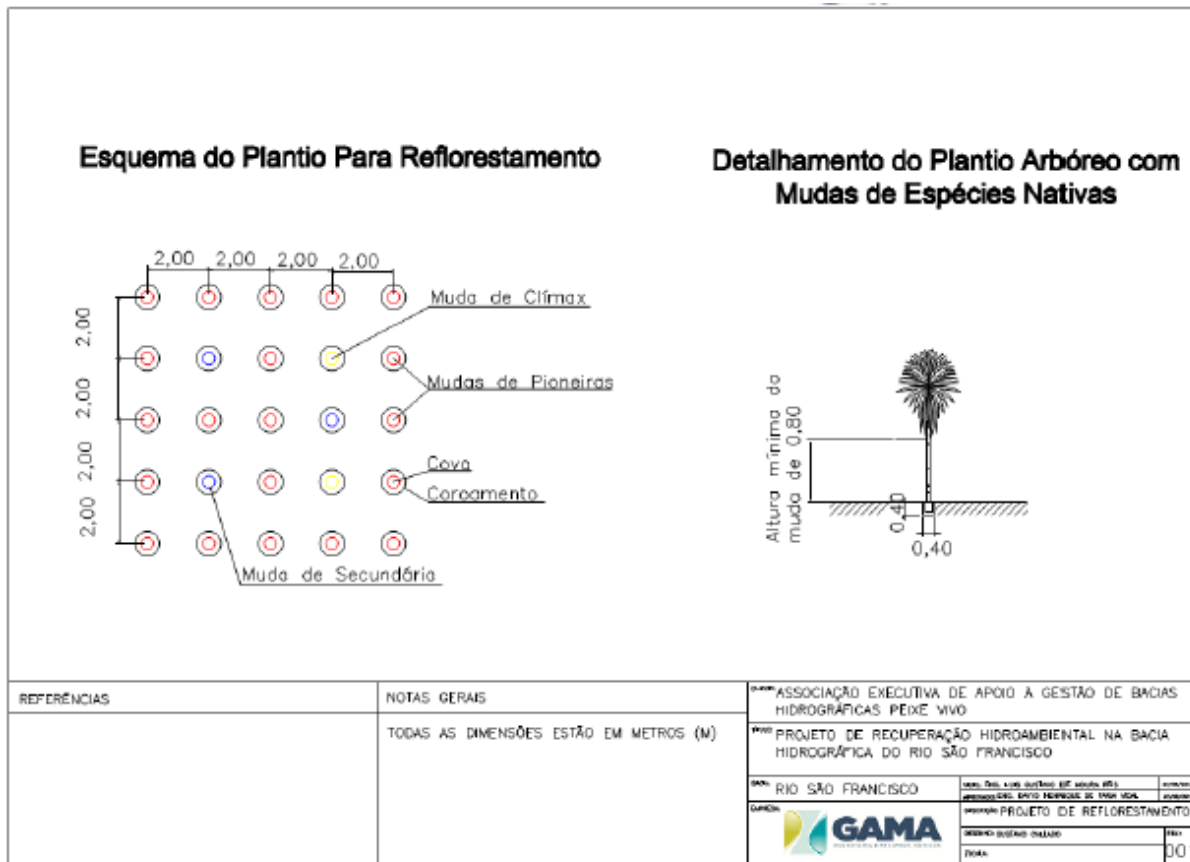 Esquema do Plantio Para Reflorestamento
Detalhamento do Plantio Arbóreo com
Mudas de Espécies Nativas
2,00
2,00
2,00
2,00
2,00
2,00
2,00
2,00
Muda de Clímax
Mudas de Pioneiras
Cova
Coroamento
Muda de Secundária
Altura mínima da
muda de 0,80
0,40
0,40
REFERÊNCIAS
NOTAS GERAIS
TODAS AS DIMENSÕES ESTÃO EM METROS (M)
ASSOCIAÇÃO EXECUTIVA DE APOIO À GESTÃO DE BACIAS
HIDROGRÁFICAS PEIXE VIVO
PROJETO DE RECUPERAÇÃO HIDROAMBIENTAL NA BACIA
HIDROGRÁFICA DO RIO SÃO FRANCISCO
RIO SÃO FRANCISCO
PROJETO DE REFLORESTAMENTO
GAMA
00